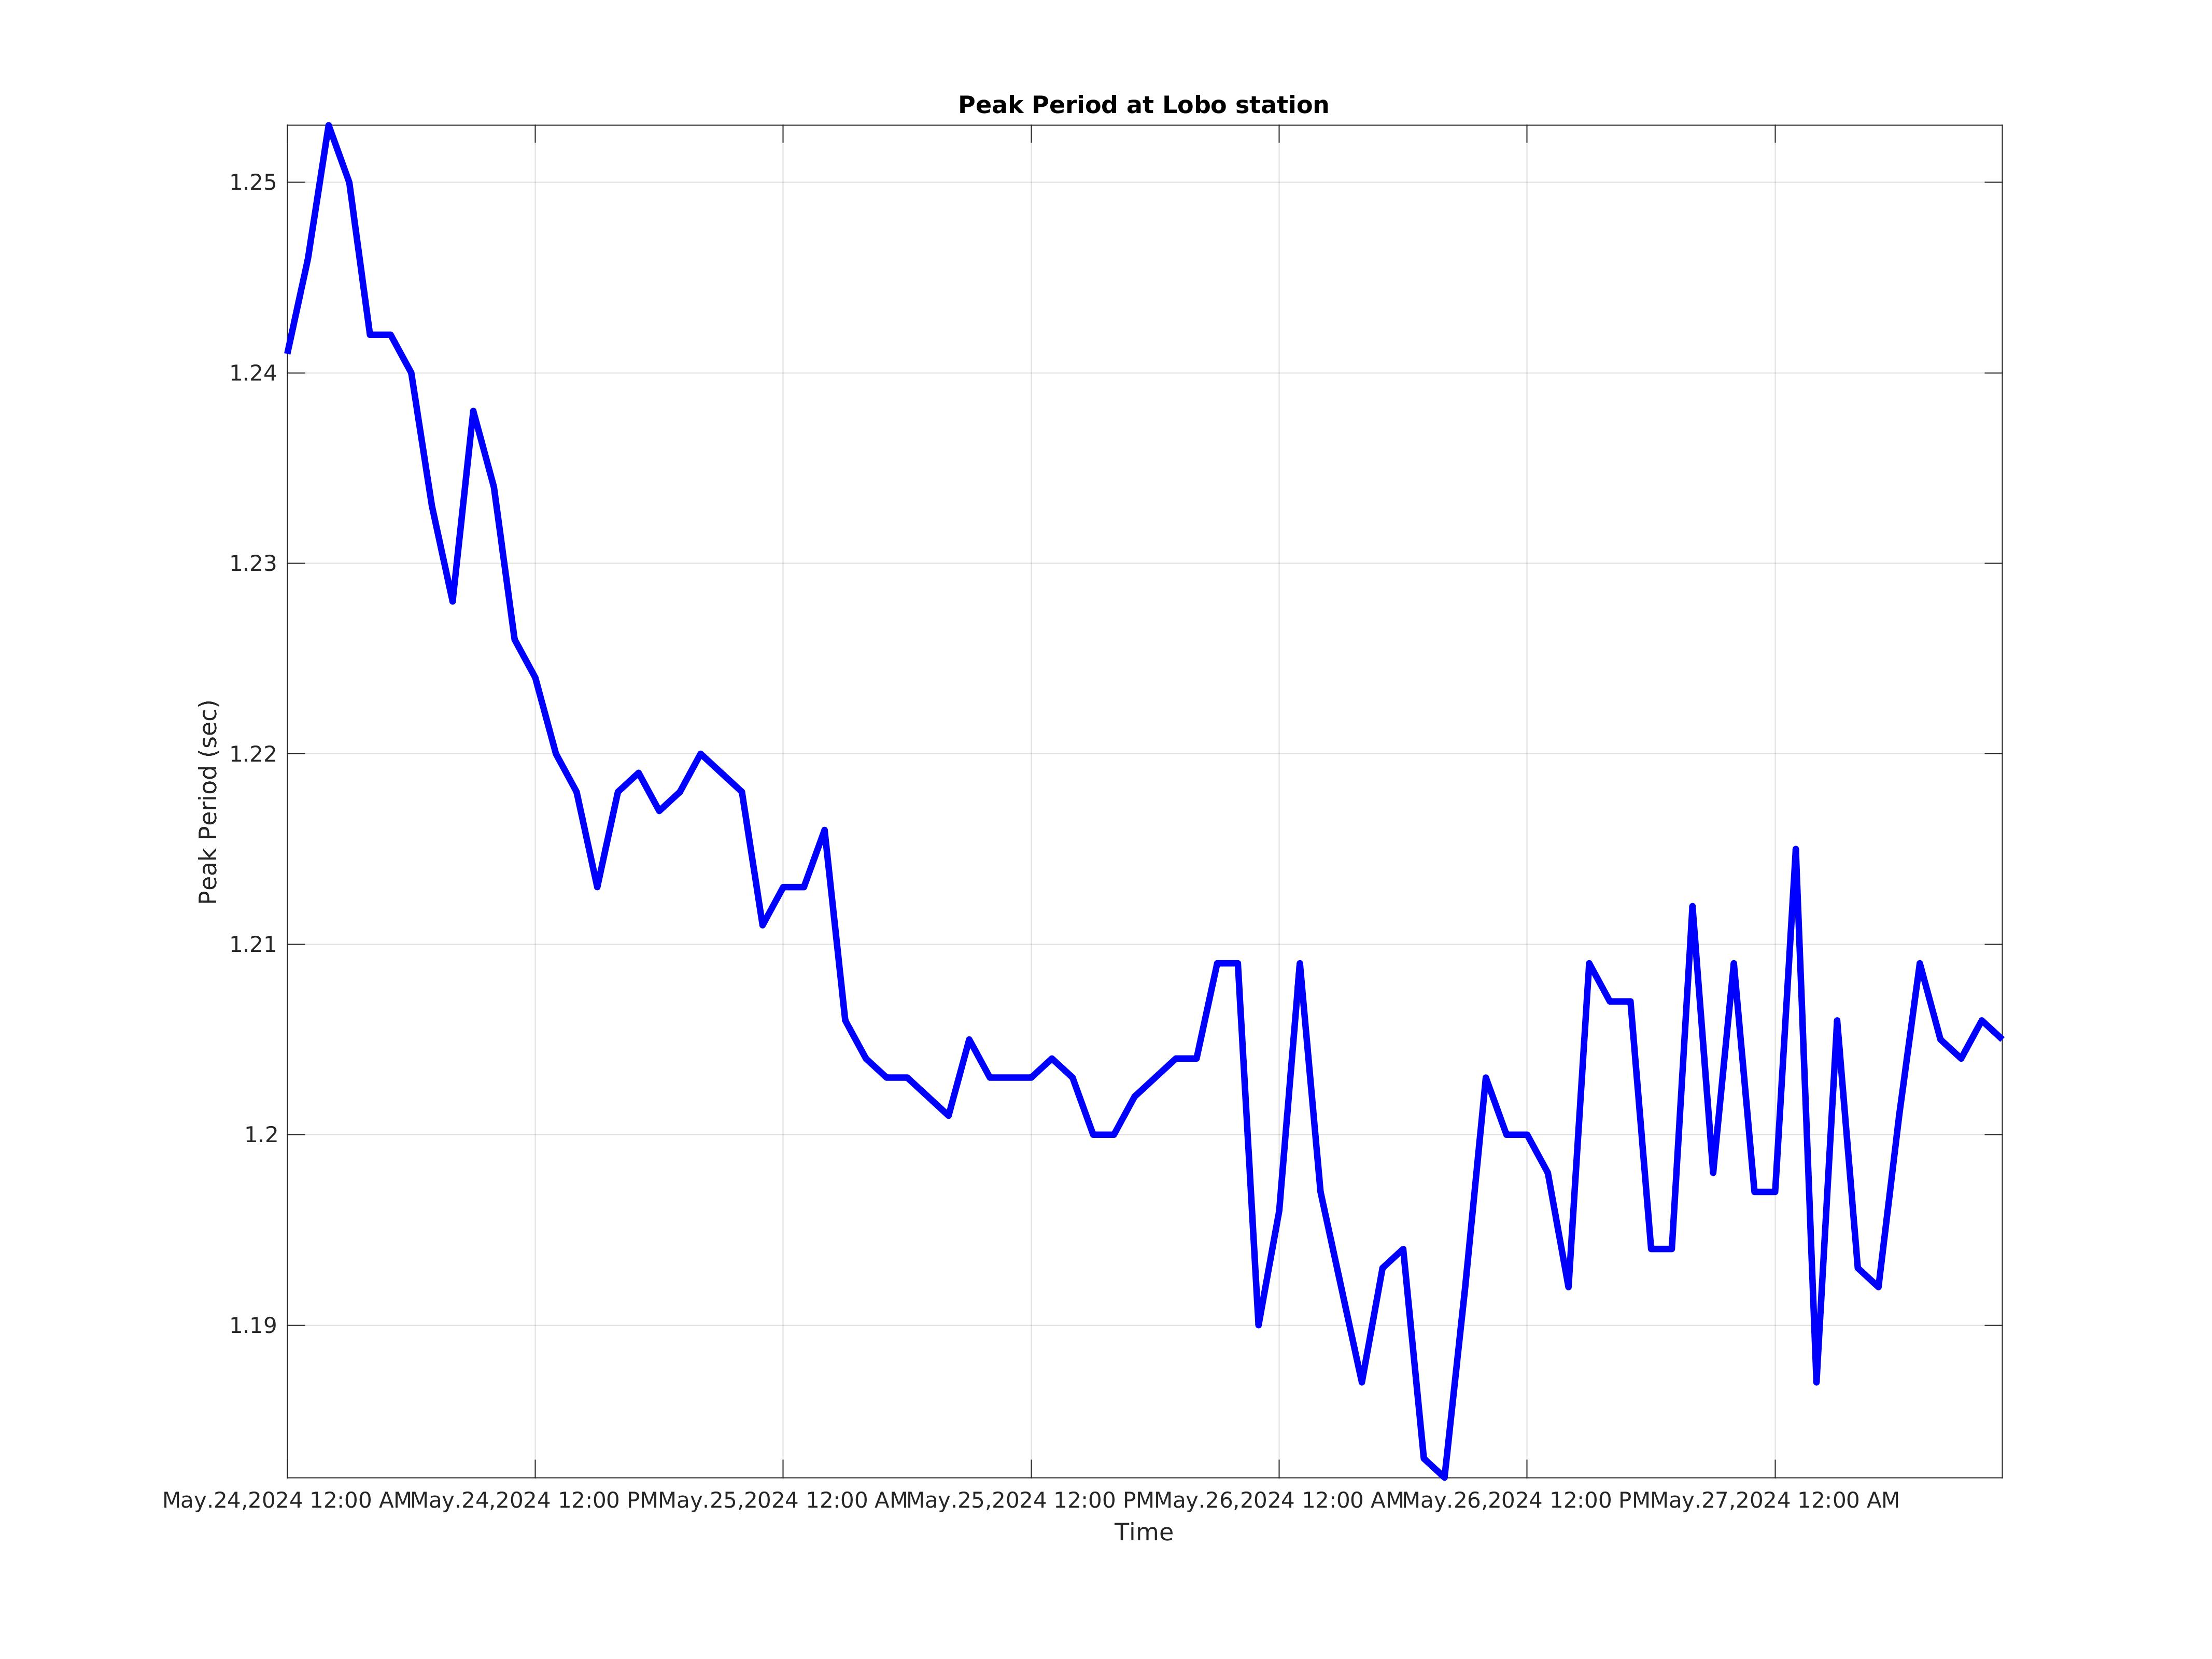 Peak Period at Lobo station
1.25
1.24
1.23
1.22
1.21
1.2
1.19
Peak Period (sec)
May.24,2024 12:00 AM
May.24,2024 12:00 PM
May.25,2024 12:00 AM
May.25,2024 12:00 PM
May.26,2024 12:00 AM
May.26,2024 12:00 PM
May.27,2024 12:00 AM
Time